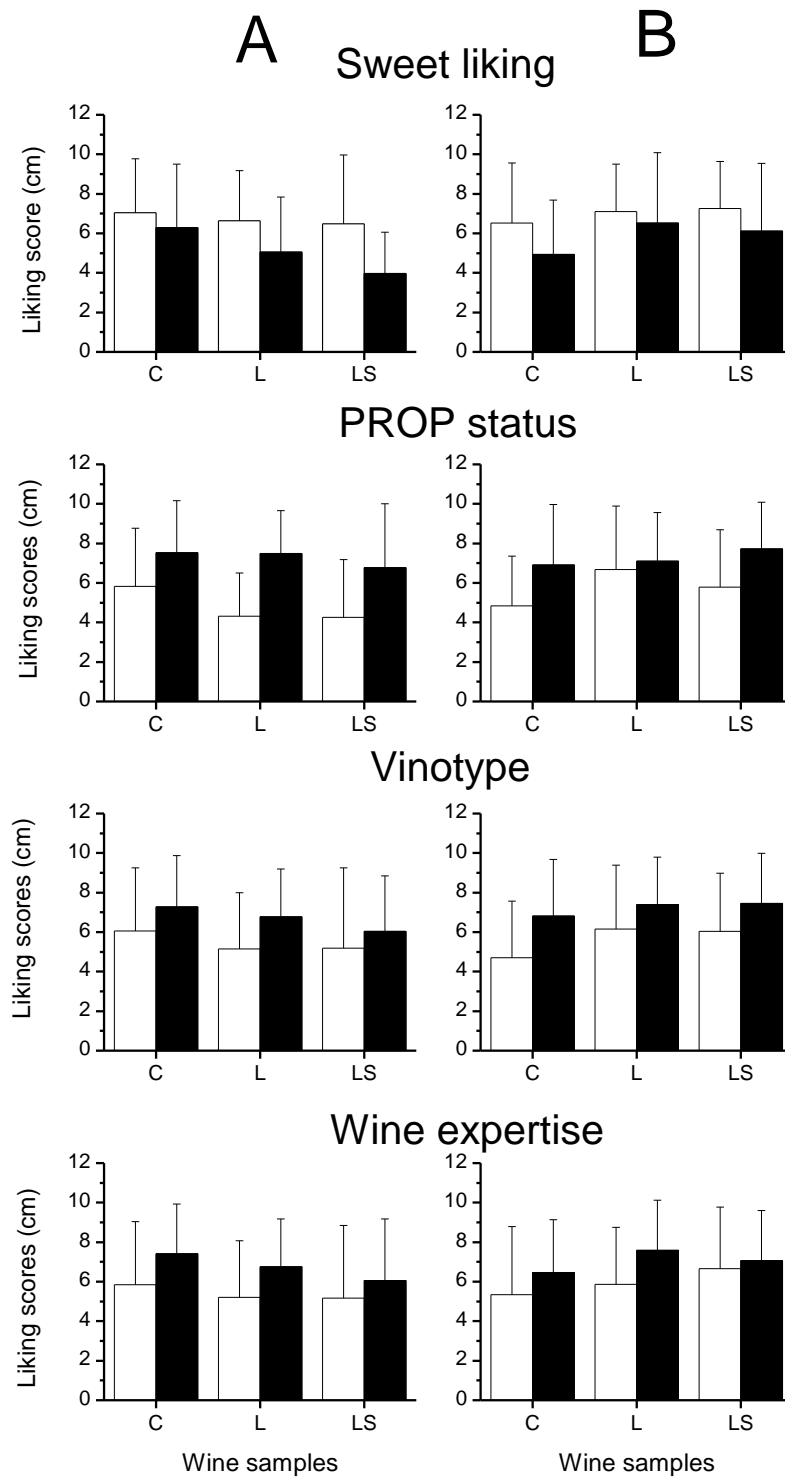 A B
Sweet liking
Liking score (cm)
12
10
8
6
4
2
0
C L LS
12
10
8
6
4
2
0
C L LS
PROP status
Liking scores (cm)
12
10
8
6
4
2
0
C L LS
12
10
8
6
4
2
0
C L LS
Vinotype
Liking scores (cm)
12
10
8
6
4
2
0
C L LS
12
10
8
6
4
2
0
C L LS
Wine expertise
Liking scores (cm)
12
10
8
6
4
2
0
C L LS
Wine samples
12
10
8
6
4
2
0
C L LS
Wine samples